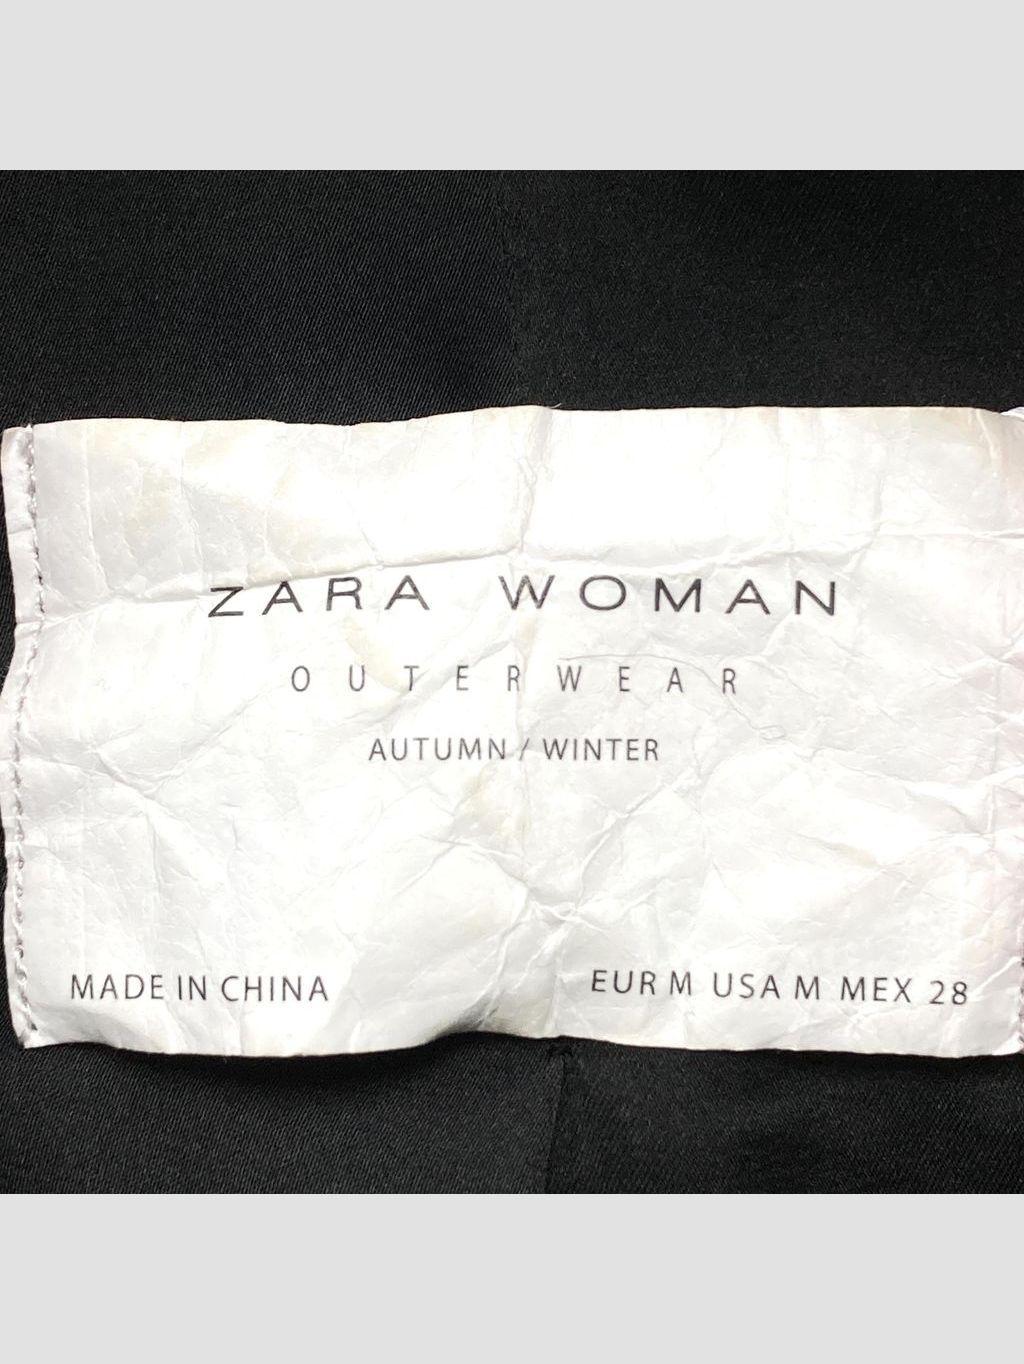 ZARA WOMAN
OUTERWEAR
AUTUMN / WINTER
MADE IN CHINA
EUR M USA M MEX 28